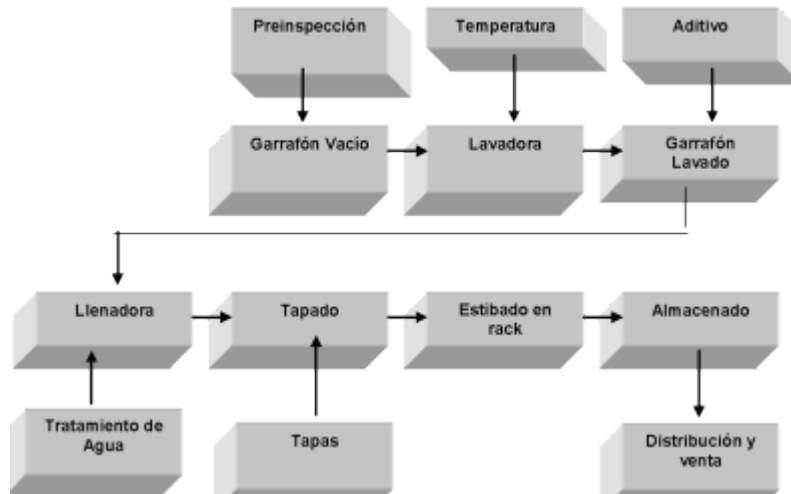 Preinspección
Temperatura
Aditivo
Garrafón Vacío
Lavadora
Garrafón
Lavado
Llenadora
Tapado
Estibado en
rack
Almacenado
Tratamiento de
Agua
Tapas
Distribución y
venta